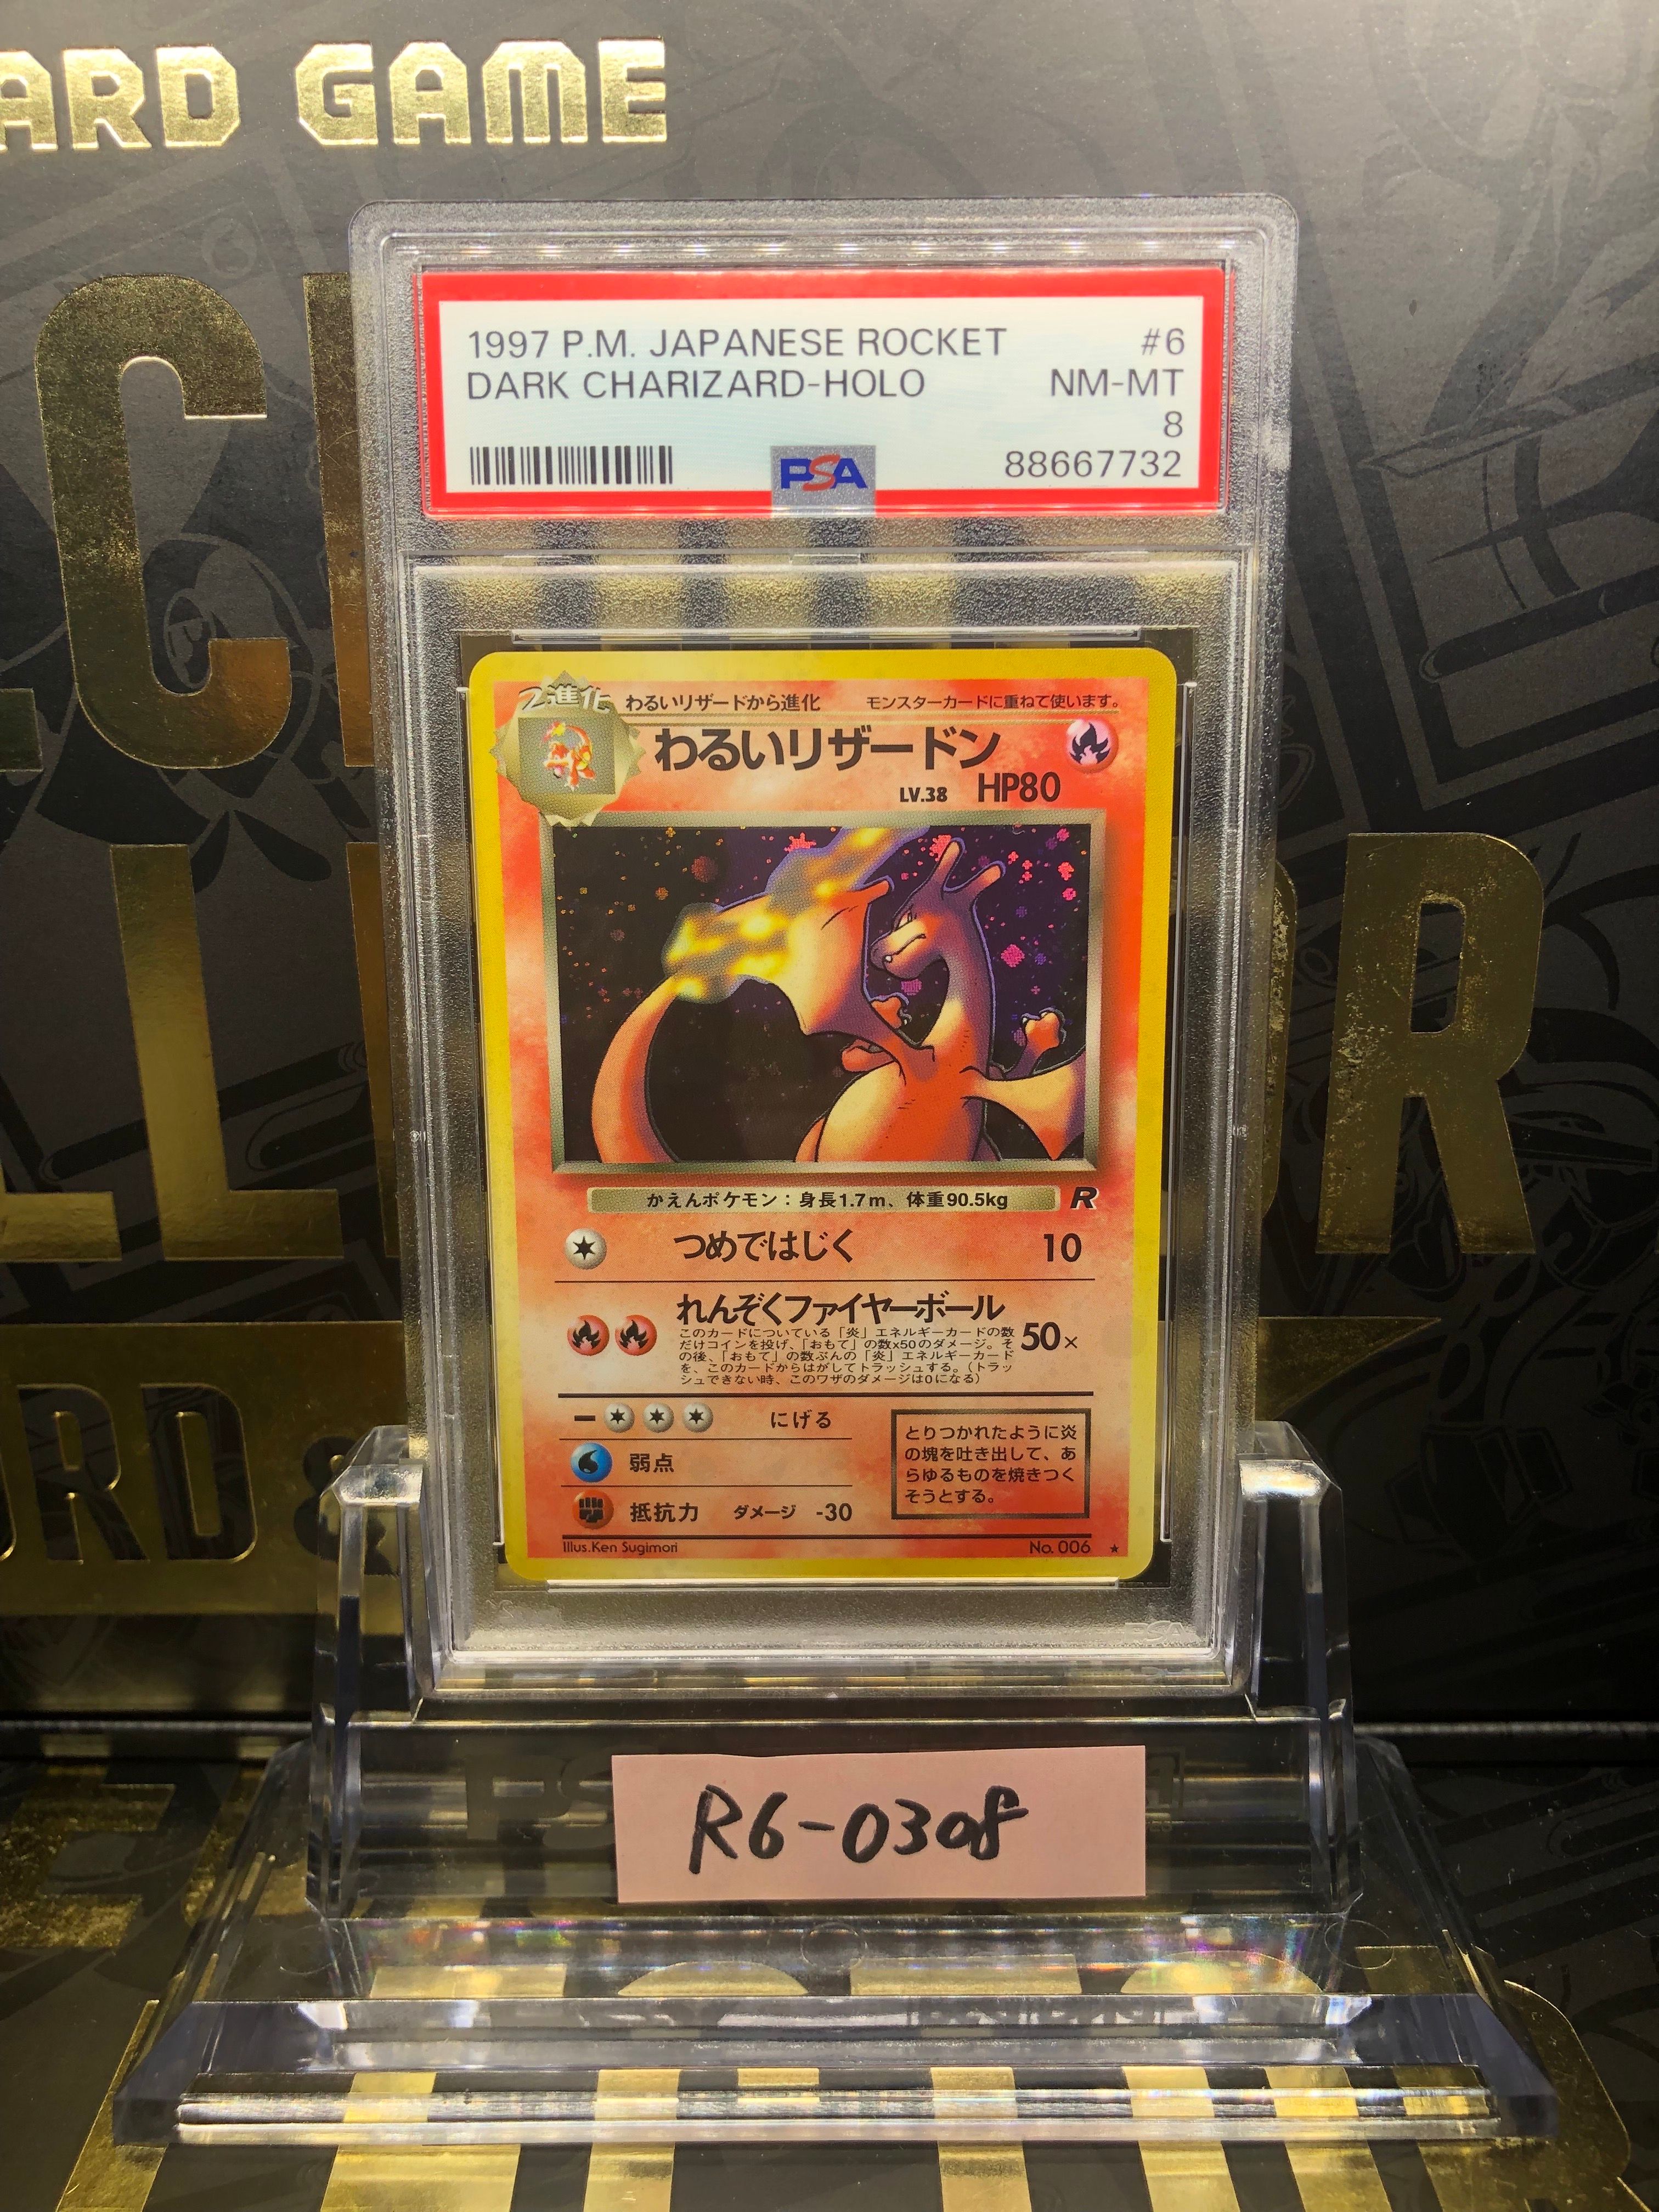 ARD GAME
1997 P.M. JAPANESE ROCKET #6
DARK CHARIZARD-HOLO NM-MT
8
PSA 88667732
2進化 わるいリザードから進化 モンスターカードに重ねて使います。
わるいリザードン
LV.38 HP80
かえんポケモン：身長1.7m、体重90.5kg R
つめではじく 10
れんぞくファイヤーボール
このカードについている「炎」エネルギーカードの数
だけコインを投げ、「おもて」の数x50のダメージ。そ
の後、「おもて」の数ぶんの「炎」エネルギーカード
を、このカードからはがしてトラッシュする。（トラッ
シュできない時、このワザのダメージは0になる）
50×
にげる
弱点
抵抗力 ダメージ -30
とりつかれたように炎
の塊を吐き出して、あ
らゆるものを焼きつく
そうとする。
Illus.Ken Sugimori No. 006 ★
R6-0308